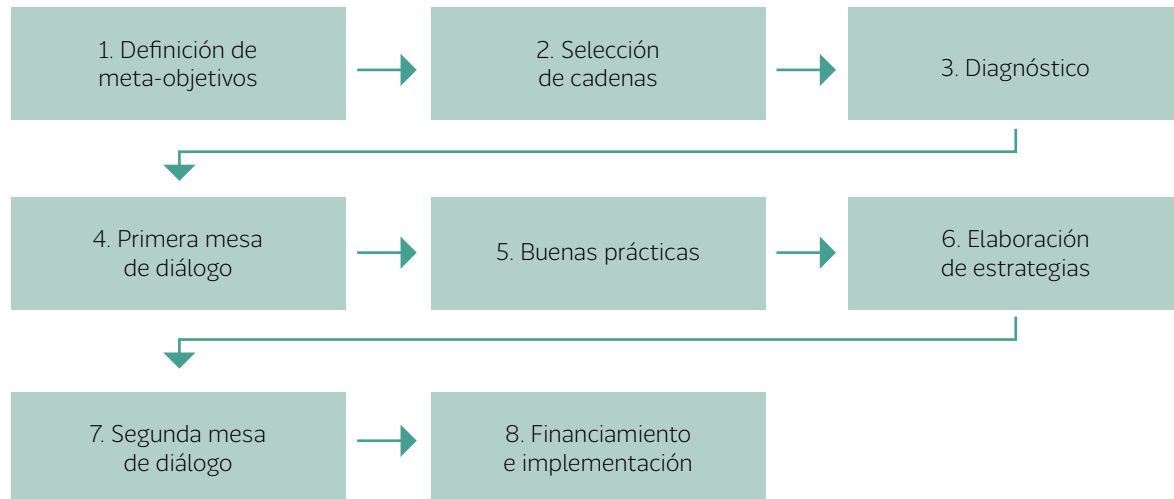 1. Definición de
meta-objetivos
2. Selección
de cadenas
3. Diagnóstico
4. Primera mesa
de diálogo
5. Buenas prácticas
6. Elaboración
de estrategias
7. Segunda mesa
de diálogo
8. Financiamiento
e implementación